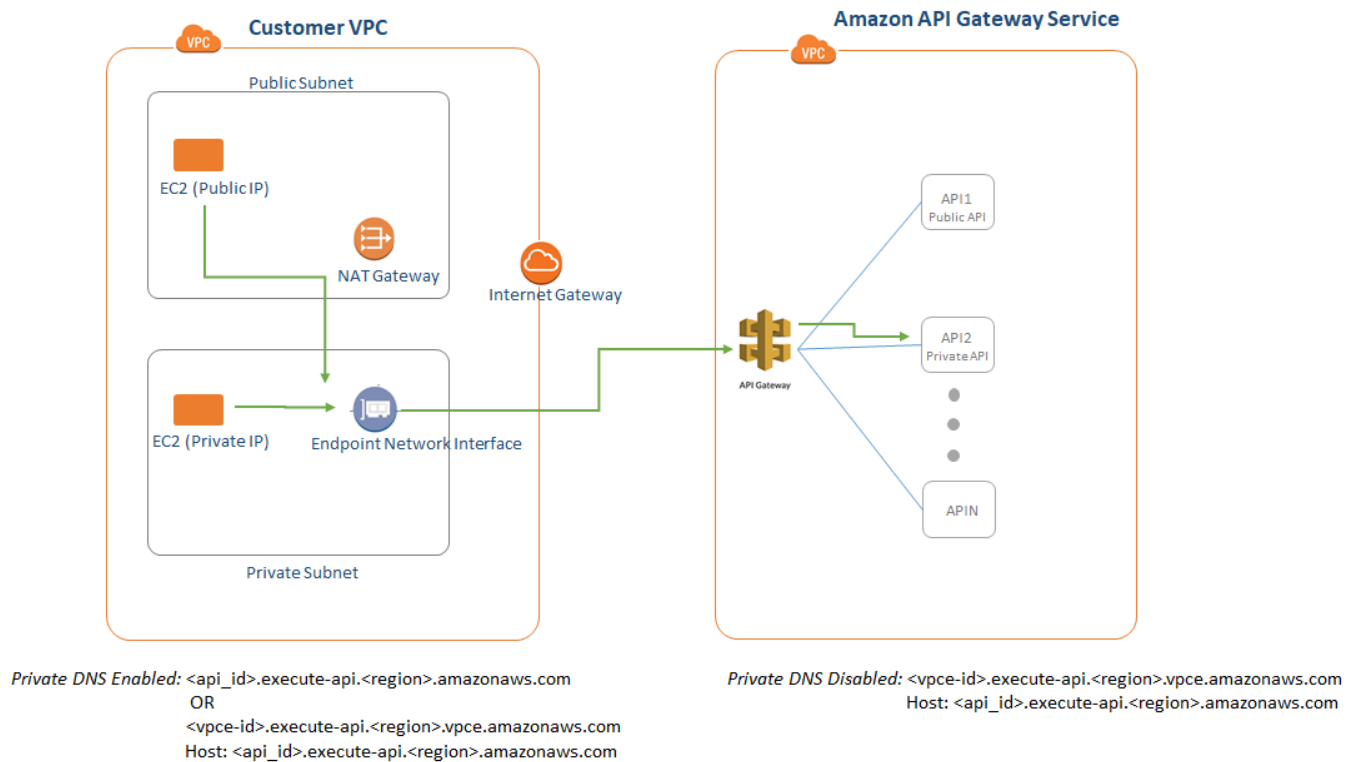 Customer VPC
VPC
Public Subnet
EC2 (Public IP)
NAT Gateway
Internet Gateway
EC2 (Private IP)
Endpoint Network Interface
Private Subnet
Amazon API Gateway Service
VPC
API1
Public API
API Gateway
API2
Private API
APIN
Private DNS Enabled: <api_id>.execute-api.<region>.amazonaws.com
OR
<vpce-id>.execute-api.<region>.vpce.amazonaws.com
Host: <api_id>.execute-api.<region>.amazonaws.com
Private DNS Disabled: <vpce-id>.execute-api.<region>.vpce.amazonaws.com
Host: <api_id>.execute-api.<region>.amazonaws.com